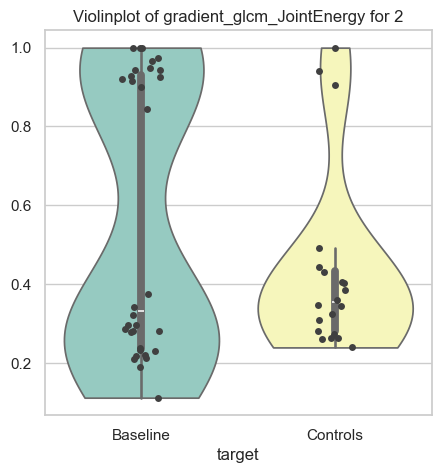 Violinplot of gradient_glcm_JointEnergy for 2
1.0
0.8
0.6
0.4
0.2
Baseline
Controls
target